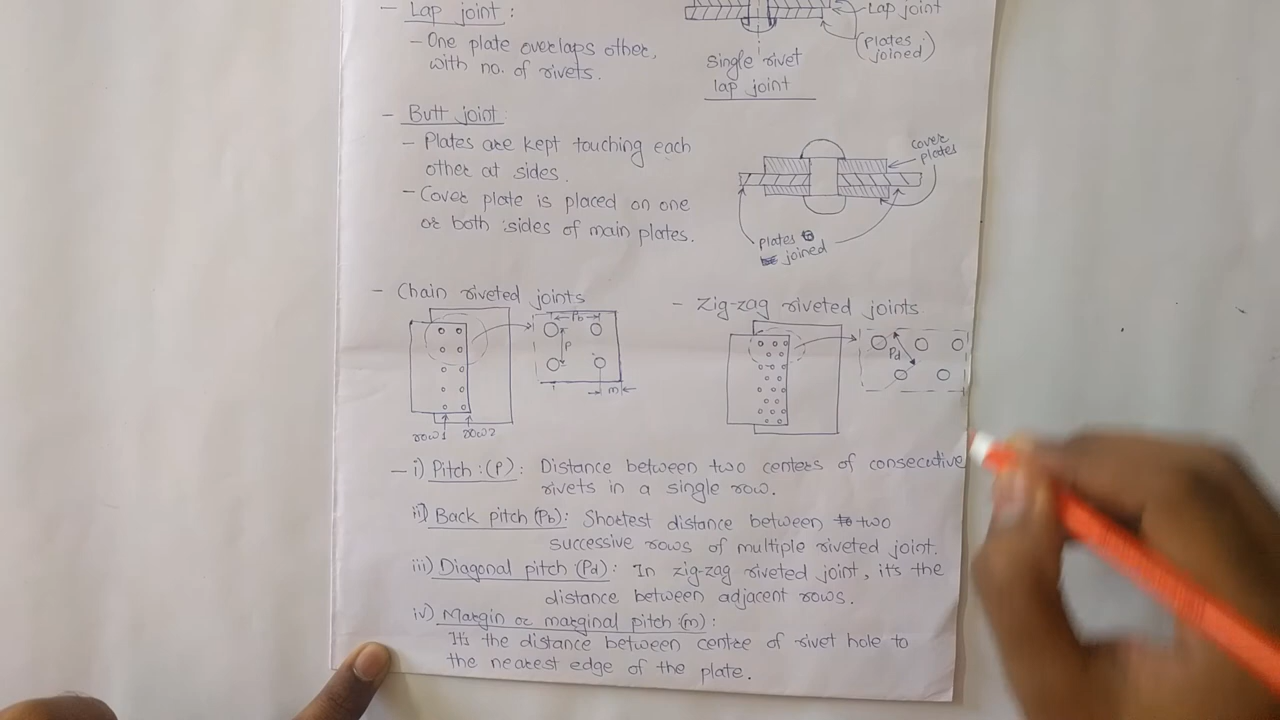 - Lap joint :
- One plate overlaps other,
with no. of rivets.
Lap joint
(plates
joined)
single rivet
lap joint
- Butt joint :
- Plates are kept touching each
other at sides.
- Cover plate is placed on one
or both sides of main plates.
cover
plates
plates
joined
- Chain riveted joints
Pb
P
m
row1 row2
- Zig-zag riveted joints
Pd
- i) Pitch : (P) : Distance between two centers of consecutive
rivets in a single row.
ii) Back pitch (Pb) : Shortest distance between two
successive rows of multiple riveted joint.
iii) Diagonal pitch (Pd) : In zig-zag riveted joint, it's the
distance between adjacent rows.
iv) Margin or marginal pitch :(m) :
It's the distance between centre of rivet hole to
the nearest edge of the plate.